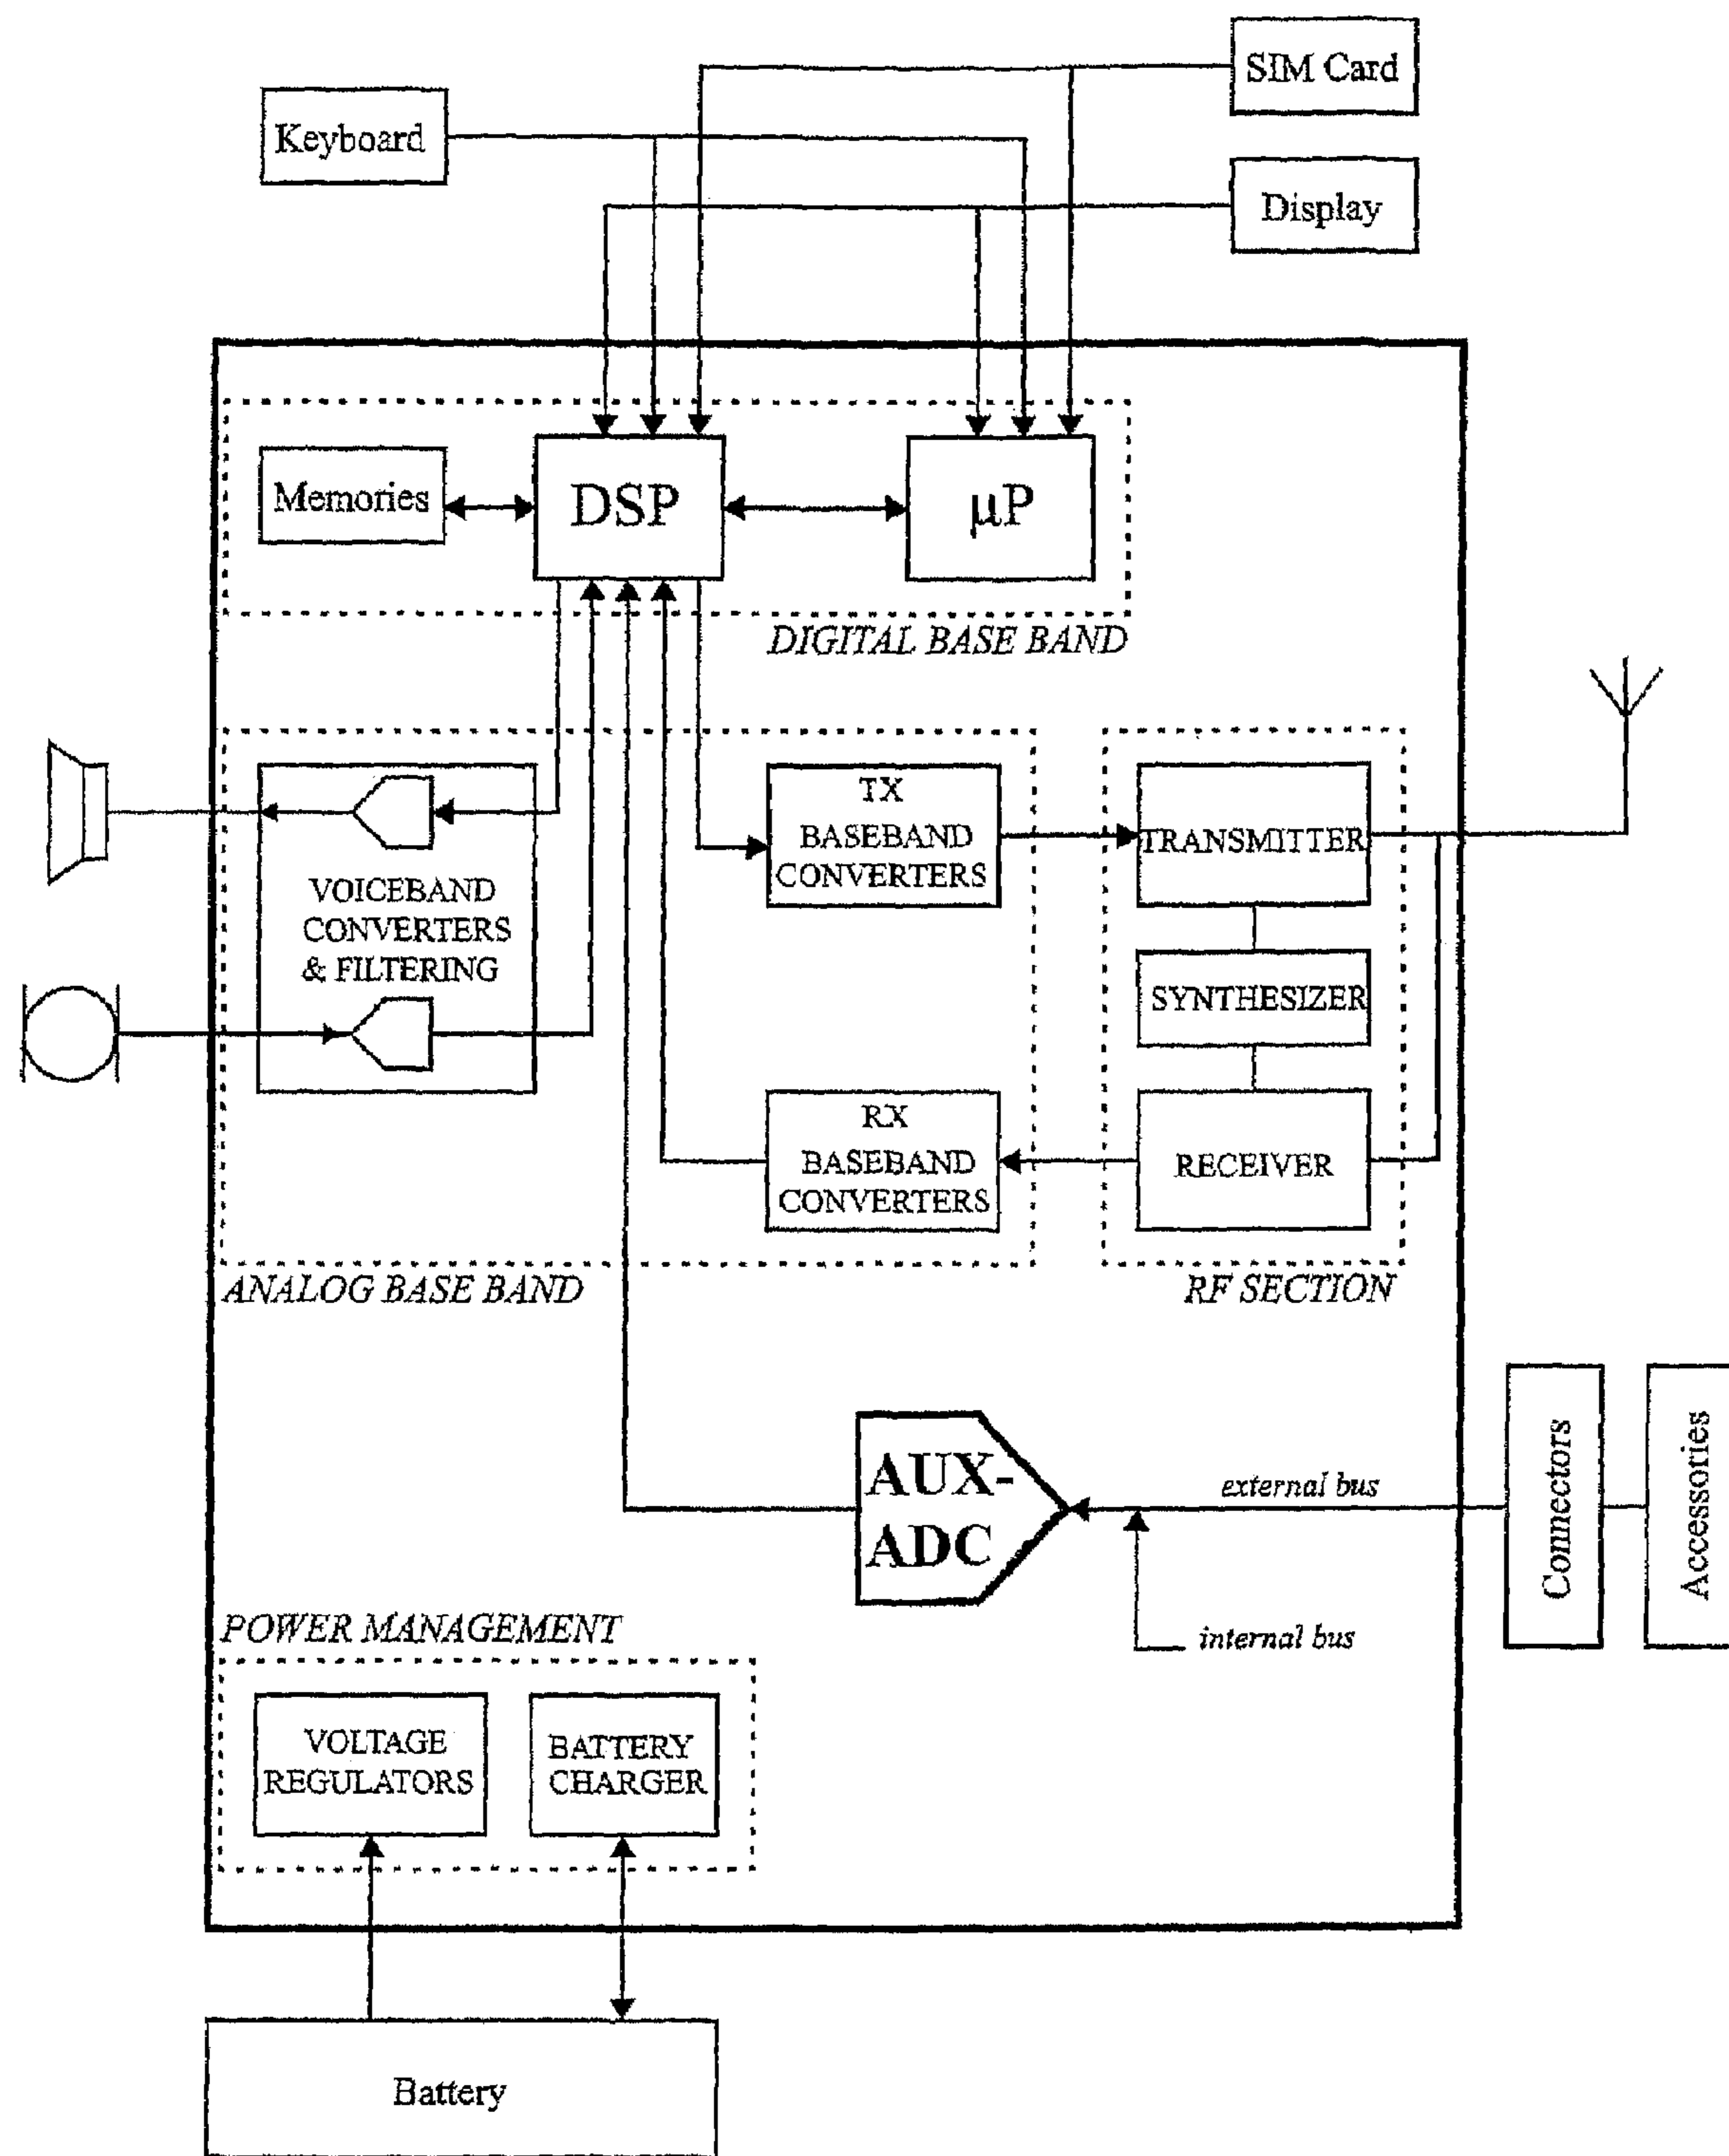 SIM Card
Keyboard
Display
Memories
DSP
μP
DIGITAL BASE BAND
TX
BASEBAND
CONVERTERS
TRANSMITTER
VOICEBAND
CONVERTERS
& FILTERING
SYNTHESIZER
RX
BASEBAND
CONVERTERS
RECEIVER
ANALOG BASE BAND
RF SECTION
AUX-
ADC
external bus
internal bus
Connectors
Accessories
POWER MANAGEMENT
VOLTAGE
REGULATORS
BATTERY
CHARGER
Battery